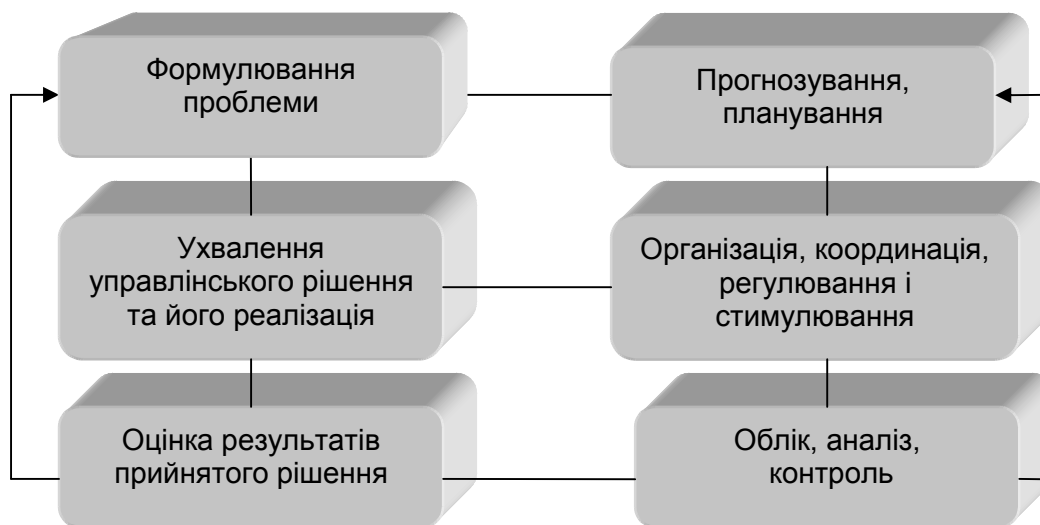 Формулювання
проблеми
Прогнозування,
планування
Ухвалення
управлінського рішення
та його реалізація
Організація, координація,
регулювання і
стимулювання
Оцінка результатів
прийнятого рішення
Облік, аналіз,
контроль